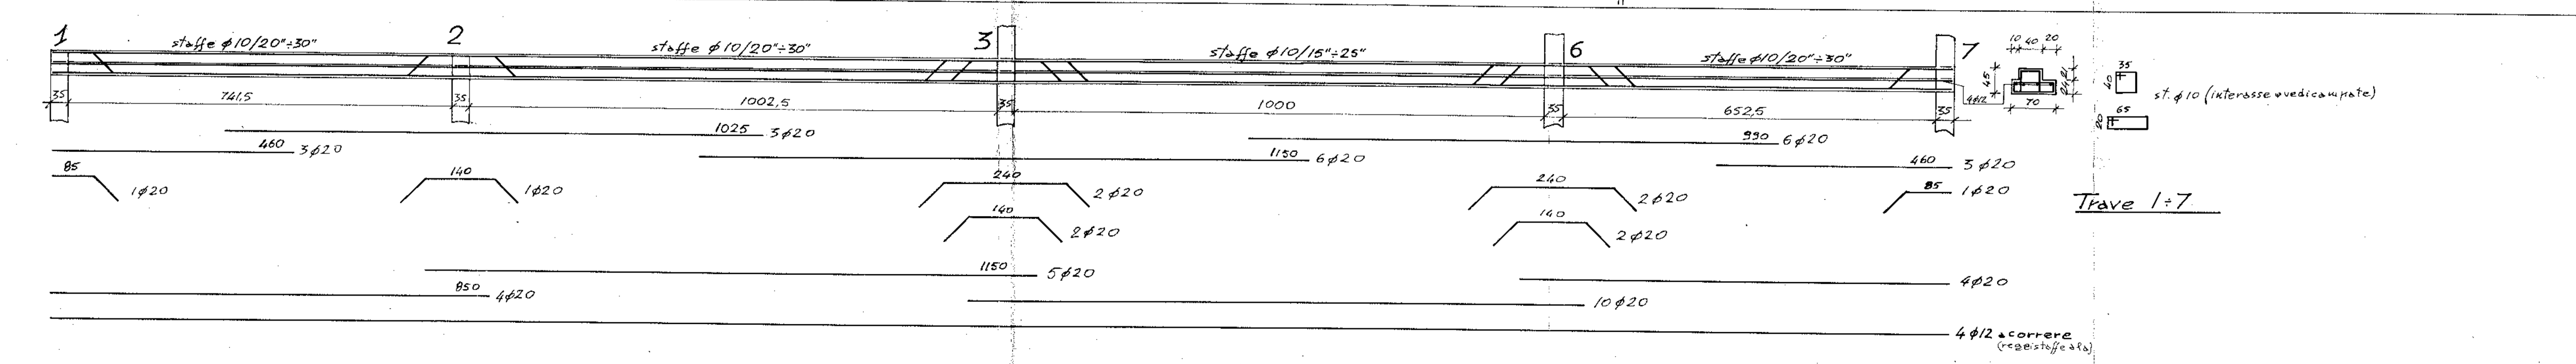 1 2 3 6 7
staffe φ10/20"÷30" staffe φ10/20"÷30" staffe φ10/15"÷25" staffe φ10/20"÷30"
10 40 20
45
70
4φ12
35
40
st. φ10 (interasse vedi campate)
65
20
35 741,5 35 1002,5 35 1000 35 652,5 35
1025 3φ20
990 6φ20
460 3φ20
1150 6φ20
460 3φ20
85 1φ20
140 1φ20
240 2φ20
240 2φ20
85 1φ20
140 2φ20
140 2φ20
Trave 1÷7
1150 5φ20
4φ20
850 4φ20
10φ20
4φ12 a correre
(reggistaffe ala)